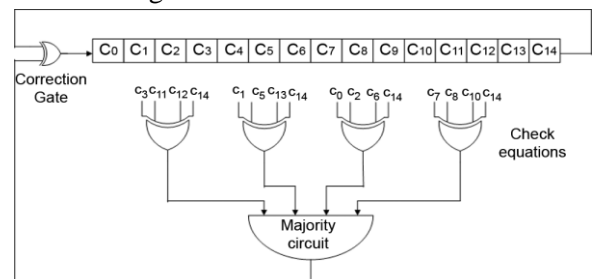 C0 C1 C2 C3 C4 C5 C6 C7 C8 C9 C10 C11 C12 C13 C14
Correction
Gate
c3 c11 c12 c14 c1 c5 c13 c14 c0 c2 c6 c14 c7 c8 c10 c14
Check
equations
Majority
circuit